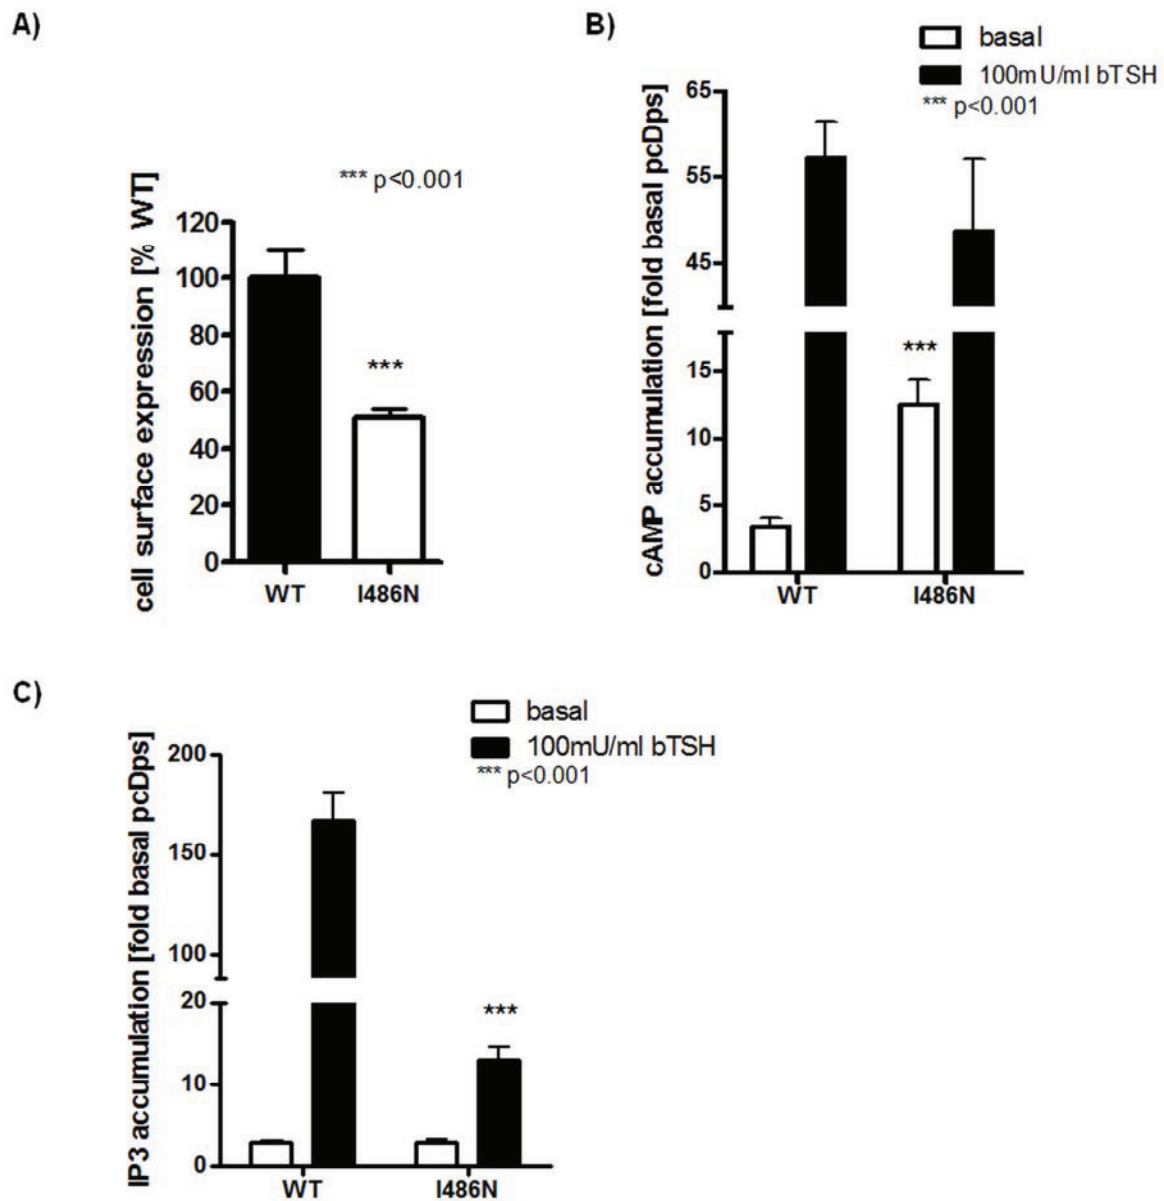 A)
*** p<0.001
cell surface expression [% WT]
120
100
80
60
40
20
0
***
WT
I486N
B)
basal
100mU/ml bTSH
*** p<0.001
cAMP accumulation [fold basal pcDps]
65
55
45
15
10
5
0
***
WT
I486N
C)
basal
100mU/ml bTSH
*** p<0.001
IP3 accumulation [fold basal pcDps]
200
150
100
20
10
0
***
WT
I486N